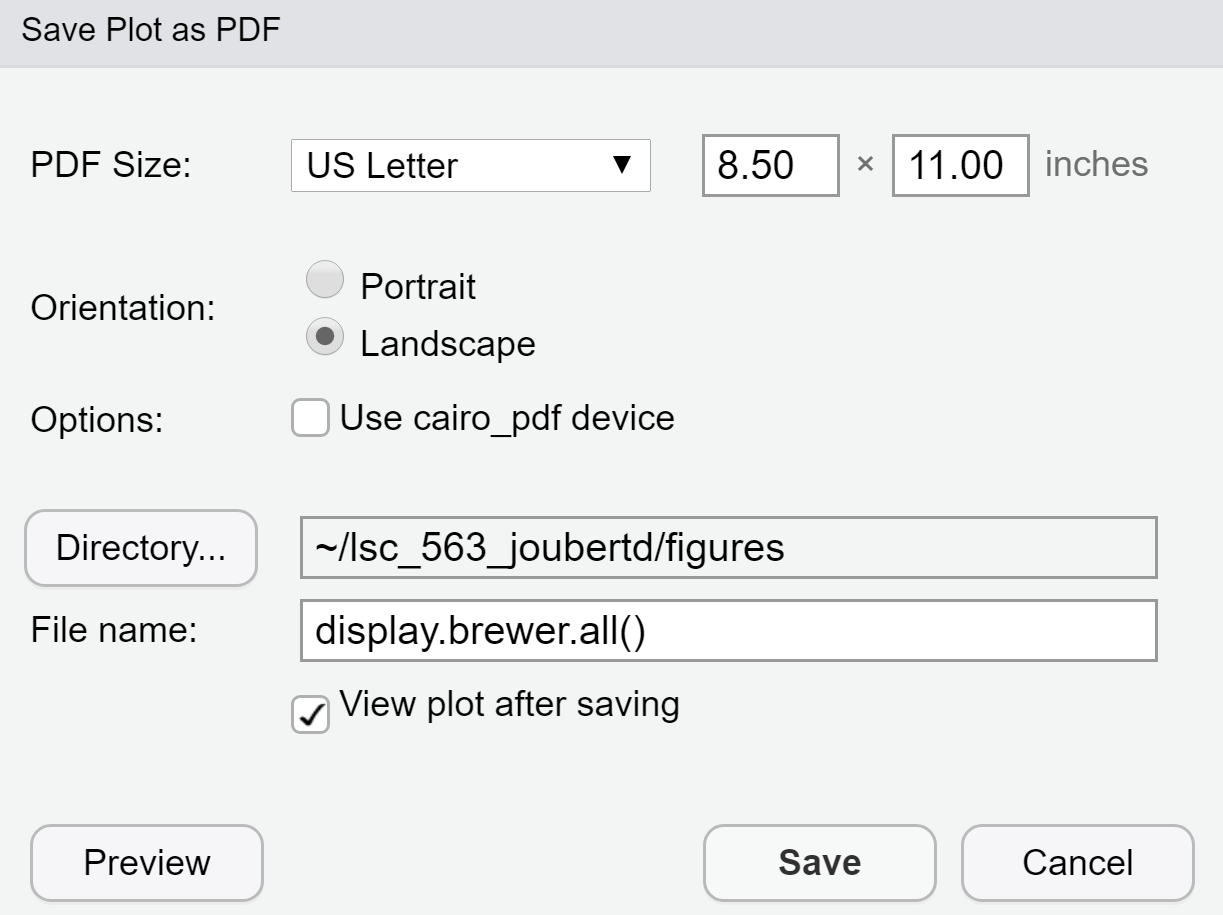 Save Plot as PDF
PDF Size: US Letter ▼ 8.50 × 11.00 inches
Portrait
Orientation:
Landscape
Options: Use cairo_pdf device
Directory... ~/lsc_563_joubertd/figures
File name: display.brewer.all()
View plot after saving
Preview Save Cancel